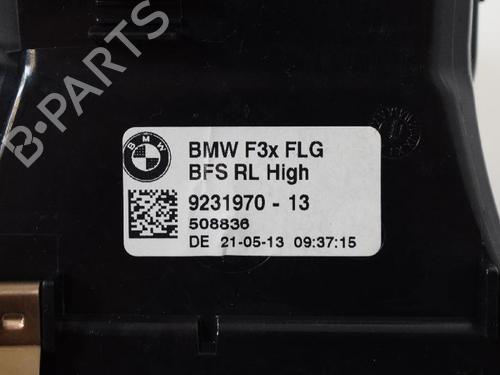 BMW
BMW F3x FLG
BFS RL High
9231970 - 13
508836
DE 21-05-13 09:37:15
B-PARTS